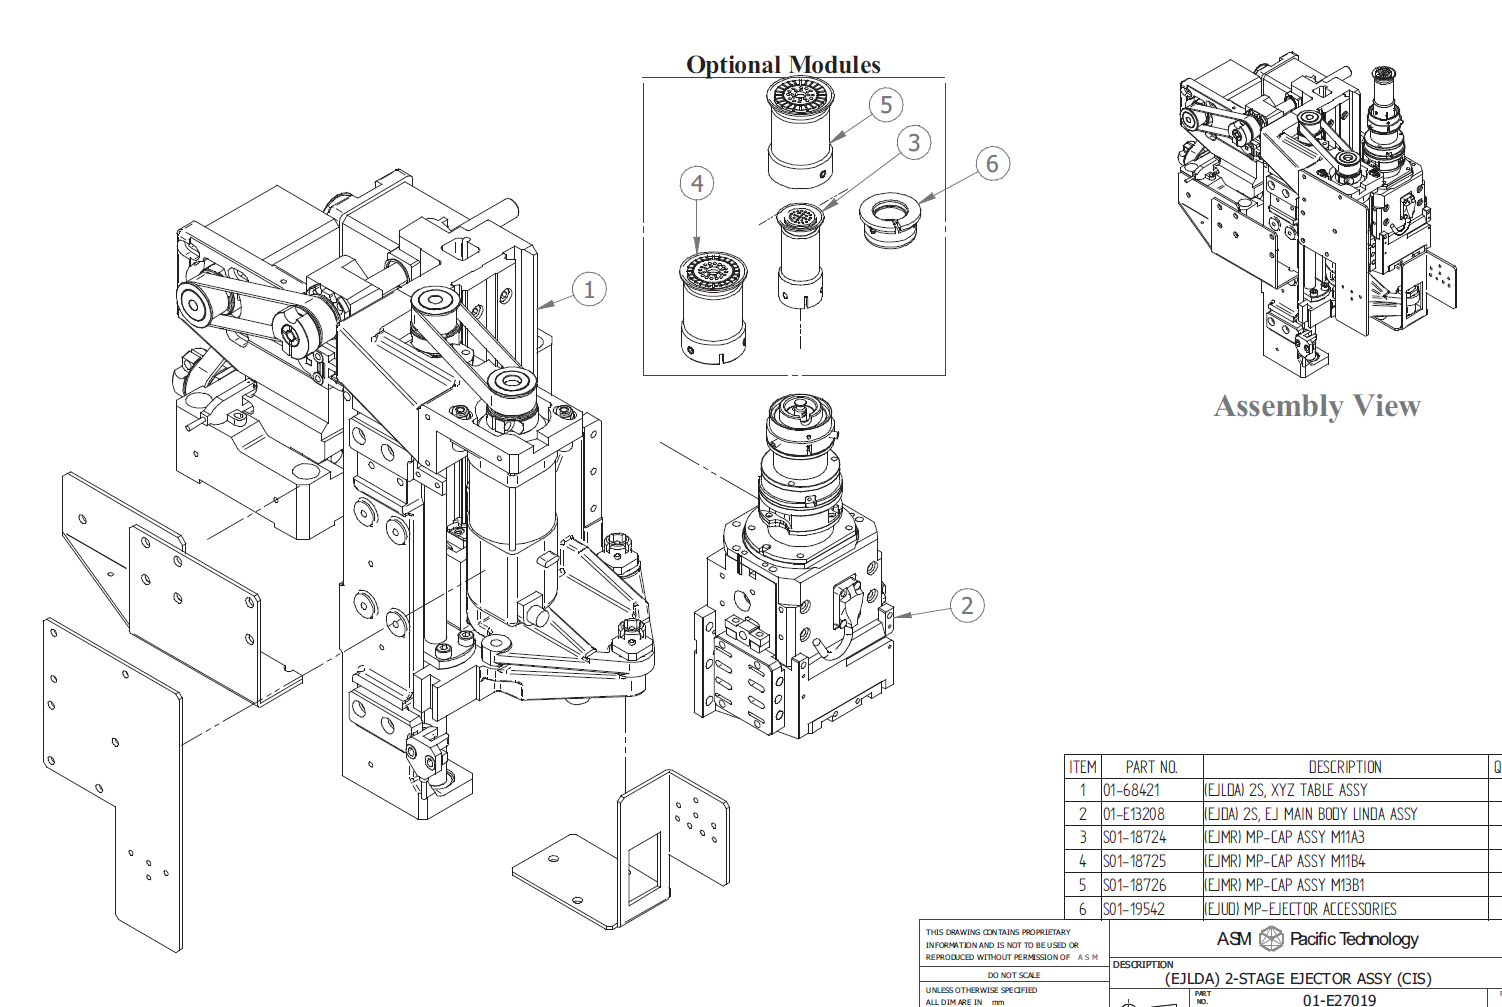 Optional Modules
5
3
6
4
1
2
Assembly View
ITEM PART NO. DESCRIPTION Q
1 01-68421 (EJLDA) 2S, XYZ TABLE ASSY
2 01-E13208 (EJDA) 2S, EJ MAIN BODY LINDA ASSY
3 S01-18724 (EJMR) MP-CAP ASSY M11A3
4 S01-18725 (EJMR) MP-CAP ASSY M11B4
5 S01-18726 (EJMR) MP-CAP ASSY M13B1
6 S01-19542 (EJUD) MP-EJECTOR ACCESSORIES
THIS DRAWING CONTAINS PROPRIETARY
INFORMATION AND IS NOT TO BE USED OR
REPRODUCED WITHOUT PERMISSION OF ASM
DO NOT SCALE
UNLESS OTHERWISE SPECIFIED
ALL DIM ARE IN mm
ASM Pacific Technology
DESCRIPTION
(EJLDA) 2-STAGE EJECTOR ASSY (CIS)
PART
NO.
01-E27019